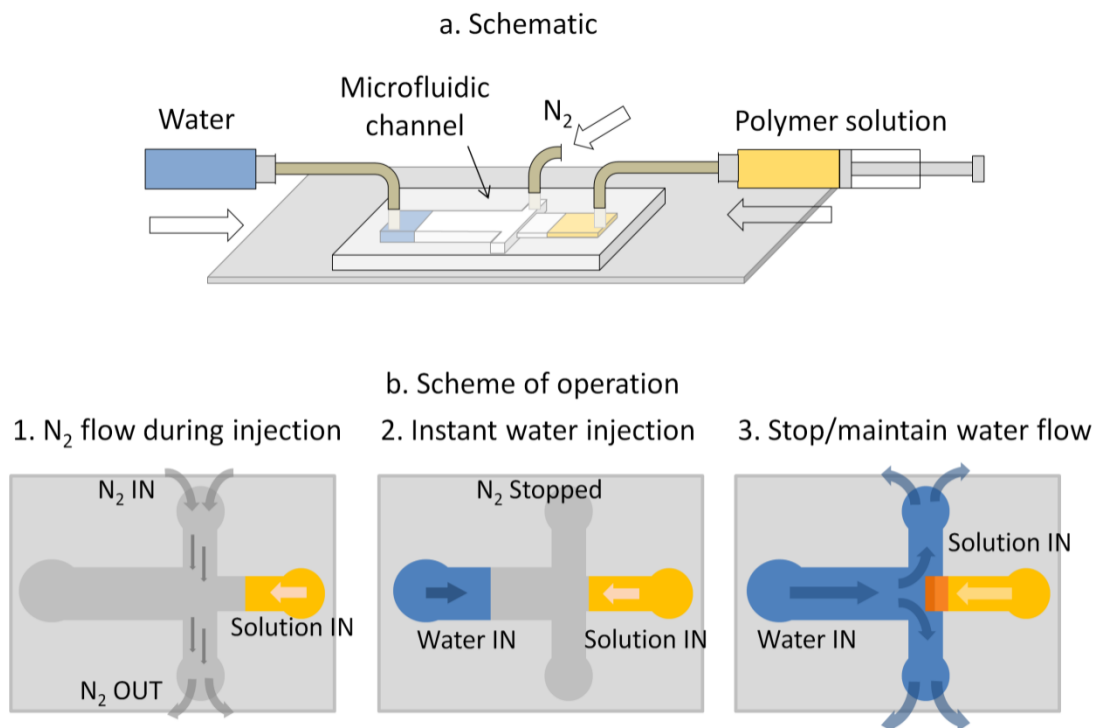 a. Schematic
Microfluidic
channel
Water
N₂
Polymer solution
b. Scheme of operation
1. N₂ flow during injection
2. Instant water injection
3. Stop/maintain water flow
N₂ IN
Solution IN
N₂ OUT
N₂ Stopped
Water IN
Solution IN
Solution IN
Water IN